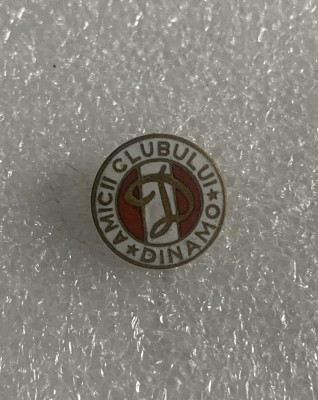 AMICII CLUBULUI
★ DINAMO ★
D